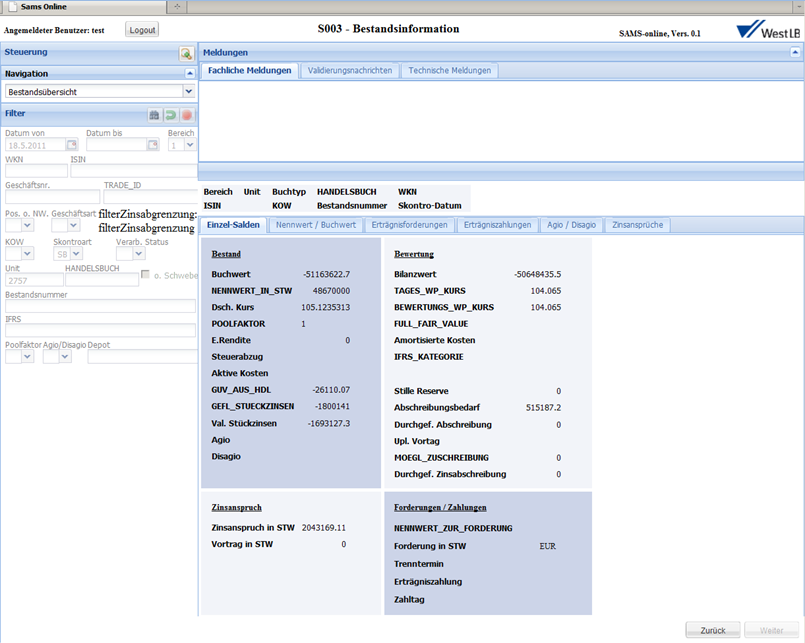 Sams Online
Angemeldeter Benutzer: test
Logout
S003 - Bestandsinformation
SAMS-online, Vers. 0.1
WestLB
Steuerung
Navigation
Bestandsübersicht
Filter
Datum von Datum bis Bereich
18.5.2011 1
WKN ISIN
Geschäftsnr. TRADE_ID
Pos. o. NW. Geschäftsart filterZinsabgrenzung:
filterZinsabgrenzung
KOW Skontroart Verarb. Status
SB
Unit HANDELSBUCH
2757 o. Schwebe
Bestandsnummer
IFRS
Poolfaktor Agio/Disagio Depot
Meldungen
Fachliche Meldungen Validierungsnachrichten Technische Meldungen
Bereich Unit Buchtyp HANDELSBUCH WKN
ISIN KOW Bestandsnummer Skontro-Datum
Einzel-Salden Nennwert / Buchwert Erträgnisforderungen Erträgniszahlungen Agio / Disagio Zinsansprüche
Bestand
Buchwert -51163622.7
NENNWERT_IN_STW 48670000
Dsch. Kurs 105.1235313
POOLFAKTOR 1
E.Rendite 0
Steuerabzug
Aktive Kosten
GUV_AUS_HDL -26110.07
GEFL_STUECKZINSEN -1800141
Val. Stückzinsen -1693127.3
Agio
Disagio
Bewertung
Bilanzwert -50648435.5
TAGES_WP_KURS 104.065
BEWERTUNGS_WP_KURS 104.065
FULL_FAIR_VALUE
Amortisierte Kosten
IFRS_KATEGORIE
Stille Reserve 0
Abschreibungsbedarf 515187.2
Durchgef. Abschreibung 0
Upl. Vortag
MOEGL_ZUSCHREIBUNG 0
Durchgef. Zinsabschreibung 0
Zinsanspruch
Zinsanspruch in STW 2043169.11
Vortrag in STW 0
Forderungen / Zahlungen
NENNWERT_ZUR_FORDERUNG
Forderung in STW EUR
Trenntermin
Erträgniszahlung
Zahltag
Zurück Weiter